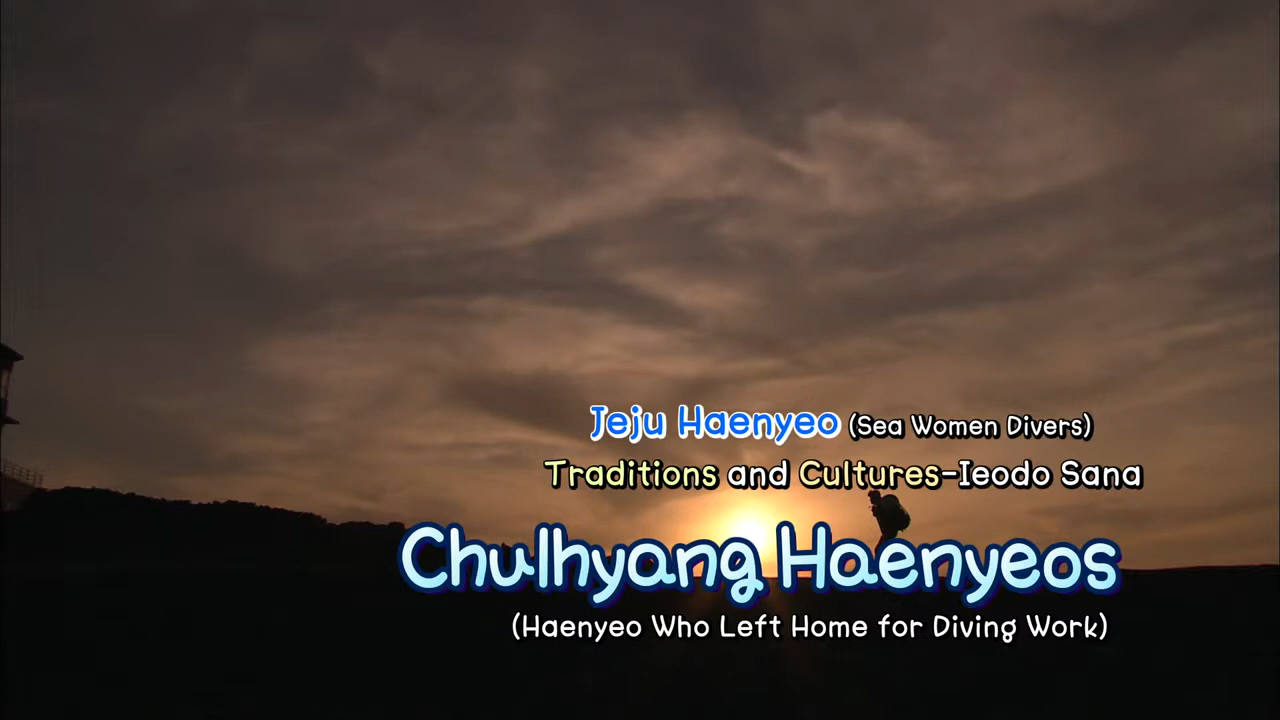 Jeju Haenyeo (Sea Women Divers)
Traditions and Cultures-Ieodo Sana
Chulhyang Haenyeos
(Haenyeo Who Left Home for Diving Work)